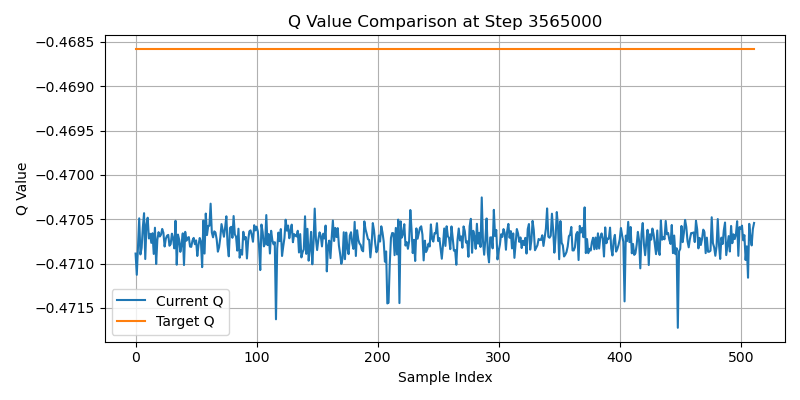 Q Value Comparison at Step 3565000
−0.4685
−0.4690
−0.4695
−0.4700
−0.4705
−0.4710
−0.4715
Q Value
Current Q
Target Q
0
100
200
300
400
500
Sample Index